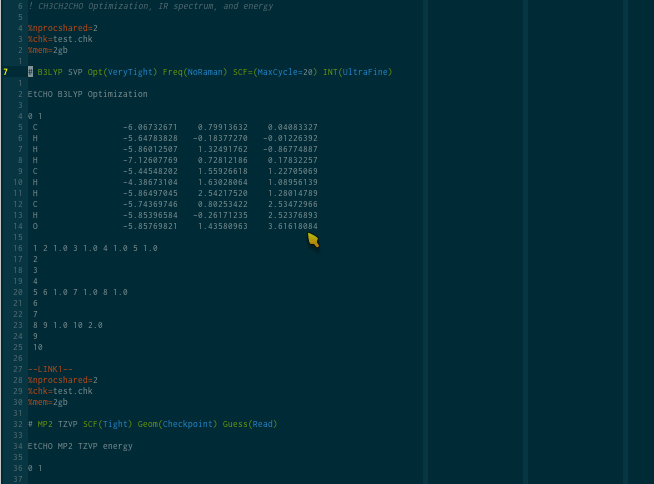 6 ! CH3CH2CHO Optimization, IR spectrum, and energy
5
4 %nprocshared=2
3 %chk=test.chk
2 %mem=2gb
1
7 # B3LYP SVP Opt(VeryTight) Freq(NoRaman) SCF=(MaxCycle=20) INT(UltraFine)
1
2 EtCHO B3LYP Optimization
3
4 0 1
5 C -6.06732671 0.79913632 0.04083327
6 H -5.64783828 -0.18377270 -0.01226392
7 H -5.86012507 1.32491762 -0.86774887
8 H -7.12607769 0.72812186 0.17832257
9 C -5.44548202 1.55926618 1.22705069
10 H -4.38673104 1.63028064 1.08956139
11 H -5.86497045 2.54217520 1.28014789
12 C -5.74369746 0.80253422 2.53472966
13 H -5.85396584 -0.26171235 2.52376893
14 O -5.85769821 1.43580963 3.61618084
15
16 1 2 1.0 3 1.0 4 1.0 5 1.0
17 2
18 3
19 4
20 5 6 1.0 7 1.0 8 1.0
21 6
22 7
23 8 9 1.0 10 2.0
24 9
25 10
26
27 --LINK1--
28 %nprocshared=2
29 %chk=test.chk
30 %mem=2gb
31
32 # MP2 TZVP SCF(Tight) Geom(Checkpoint) Guess(Read)
33
34 EtCHO MP2 TZVP energy
35
36 0 1
37